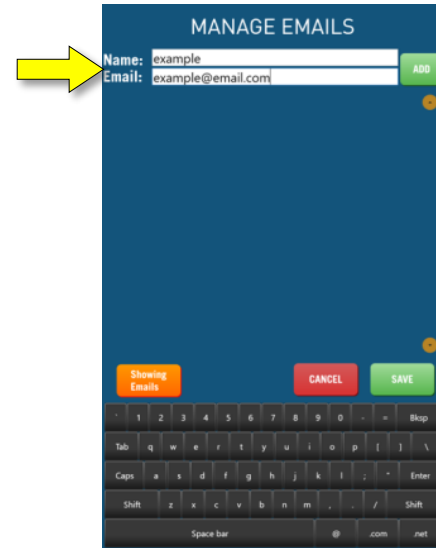 MANAGE EMAILS
Name: example
Email: example@email.com
ADD
Showing
Emails
CANCEL
SAVE
` 1 2 3 4 5 6 7 8 9 0 - = Bksp
Tab q w e r t y u i o p [ ] \
Caps a s d f g h j k l ; ' Enter
Shift z x c v b n m , . / Shift
Space bar @ .com .net